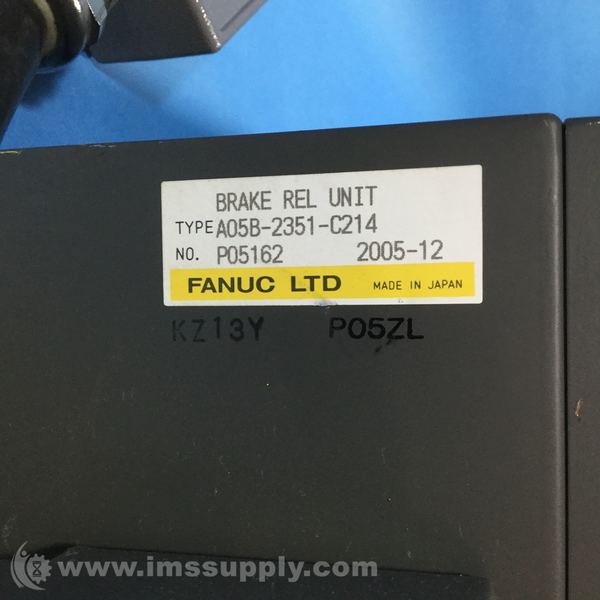 BRAKE REL UNIT
TYPE A05B-2351-C214
NO. P05162 2005-12
FANUC LTD MADE IN JAPAN
KZ13Y P05ZL
www.imssupply.com